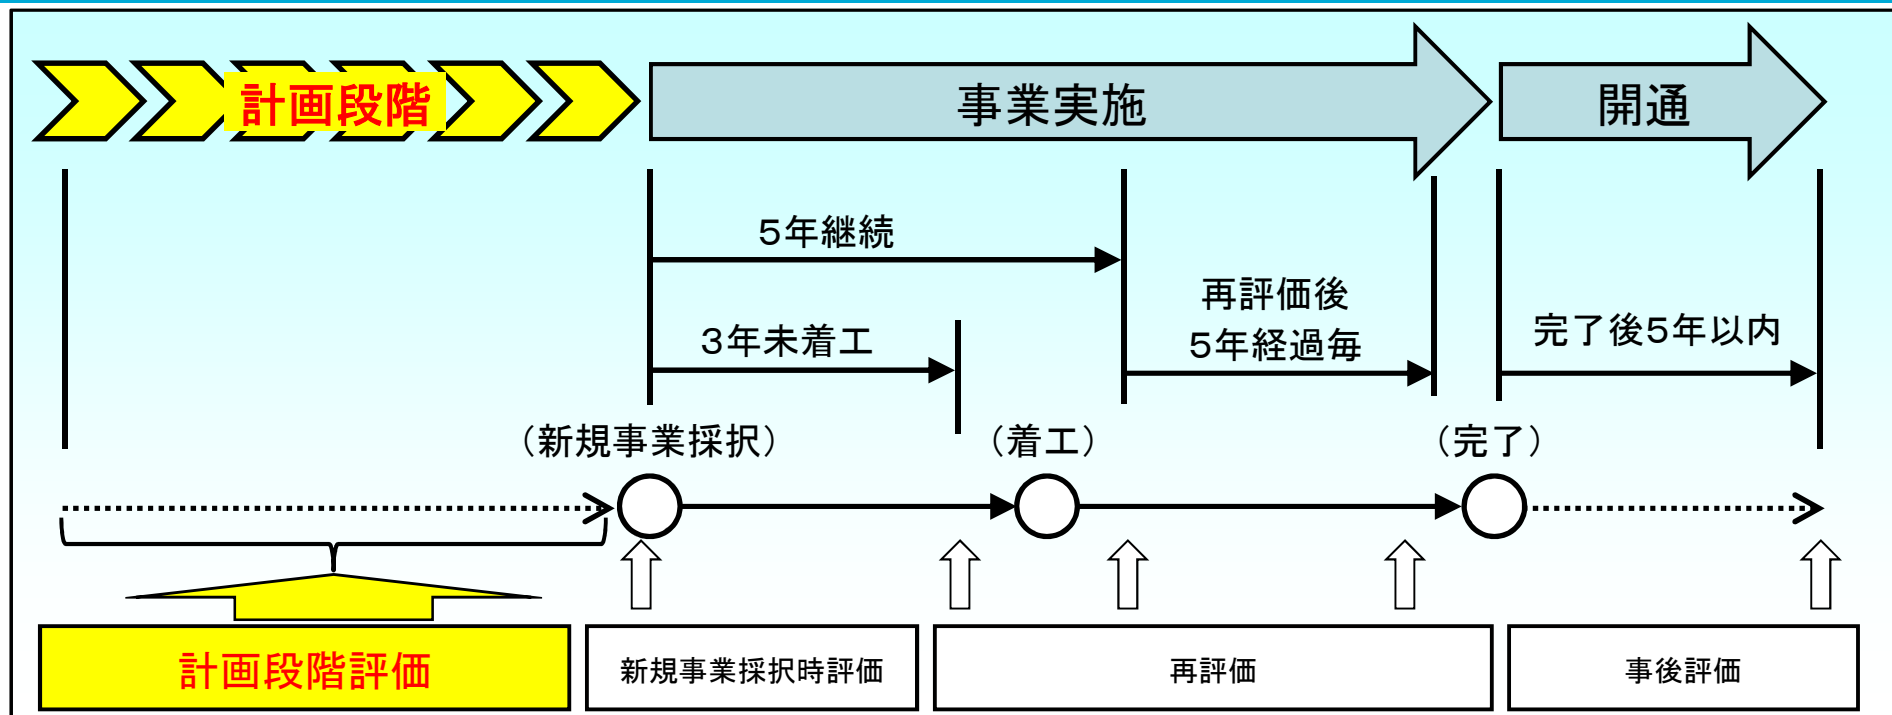 計画段階
事業実施
開通
５年継続
３年未着工
再評価後
５年経過毎
完了後５年以内
（新規事業採択）
（着工）
（完了）
計画段階評価
新規事業採択時評価
再評価
事後評価